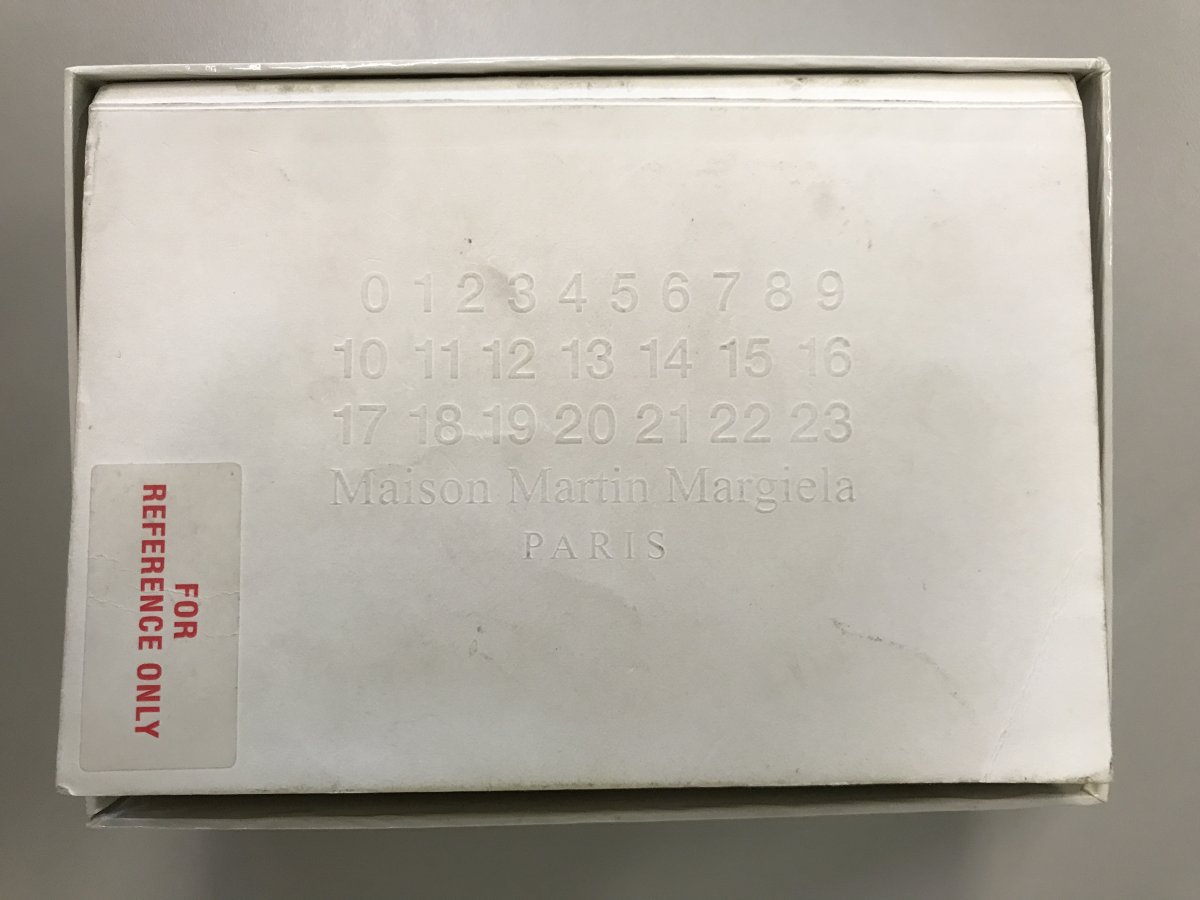 0 1 2 3 4 5 6 7 8 9
10 11 12 13 14 15 16
17 18 19 20 21 22 23
Maison Martin Margiela
PARIS
FOR
REFERENCE ONLY